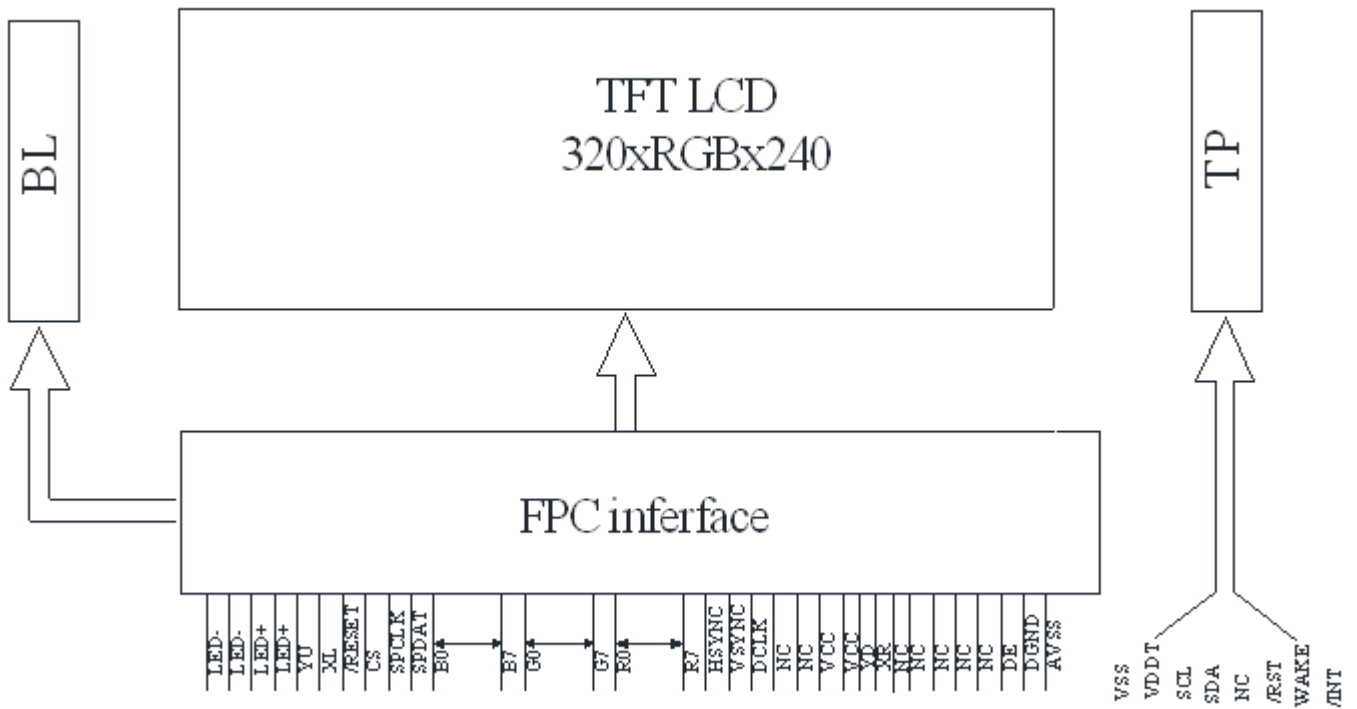 BL
TFT LCD
320xRGBx240
TP
FPC inferface
LED-
LED-
LED+
LED+
YU
XL
/RESET
CS
SPCLK
SPDAT
B0
B7
G0
G7
R0
R7
HSYNC
VSYNC
DCLK
NC
NC
VCC
VCC
YD
XR
NC
NC
NC
NC
NC
DE
DGND
AVSS
VSS
VDDT
SCL
SDA
NC
/RST
WAKE
/INT